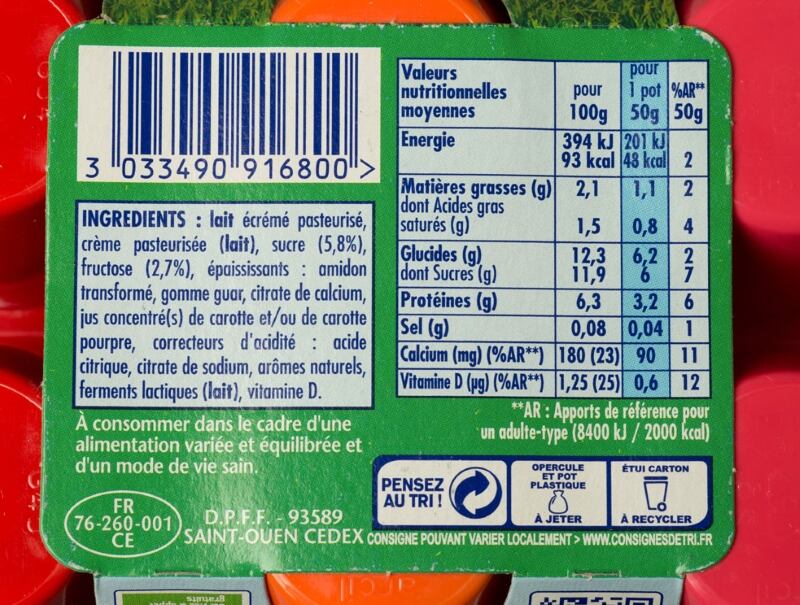 3 033490 916800 >
INGREDIENTS : lait écrémé pasteurisé,
crème pasteurisée (lait), sucre (5,8%),
fructose (2,7%), épaississants : amidon
transformé, gomme guar, citrate de calcium,
jus concentré(s) de carotte et/ou de carotte
pourpre, correcteurs d'acidité : acide
citrique, citrate de sodium, arômes naturels,
ferments lactiques (lait), vitamine D.
À consommer dans le cadre d'une
alimentation variée et équilibrée et
d'un mode de vie sain.
FR
76-260-001
CE
D.P.F.F. - 93589
SAINT-OUEN CEDEX
Valeurs nutritionnelles moyennes pour 100g pour 1 pot 50g %AR** 50g
Energie 394 kJ 201 kJ
93 kcal 48 kcal 2
Matières grasses (g) 2,1 1,1 2
dont Acides gras
saturés (g) 1,5 0,8 4
Glucides (g) 12,3 6,2 2
dont Sucres (g) 11,9 6 7
Protéines (g) 6,3 3,2 6
Sel (g) 0,08 0,04 1
Calcium (mg) (%AR**) 180 (23) 90 11
Vitamine D (µg) (%AR**) 1,25 (25) 0,6 12
**AR : Apports de référence pour
un adulte-type (8400 kJ / 2000 kcal)
PENSEZ
AU TRI !
OPERCULE
ET POT
PLASTIQUE
À JETER
ÉTUI CARTON
À RECYCLER
CONSIGNE POUVANT VARIER LOCALEMENT > WWW.CONSIGNESDETRI.FR
gratuits